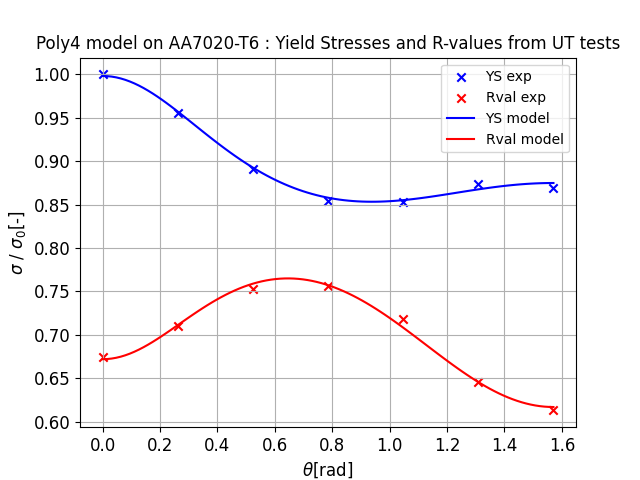 Poly4 model on AA7020-T6 : Yield Stresses and R-values from UT tests
YS exp
Rval exp
YS model
Rval model
1.00
0.95
0.90
0.85
0.80
0.75
0.70
0.65
0.60
σ / σ₀[-]
0.0 0.2 0.4 0.6 0.8 1.0 1.2 1.4 1.6
θ[rad]